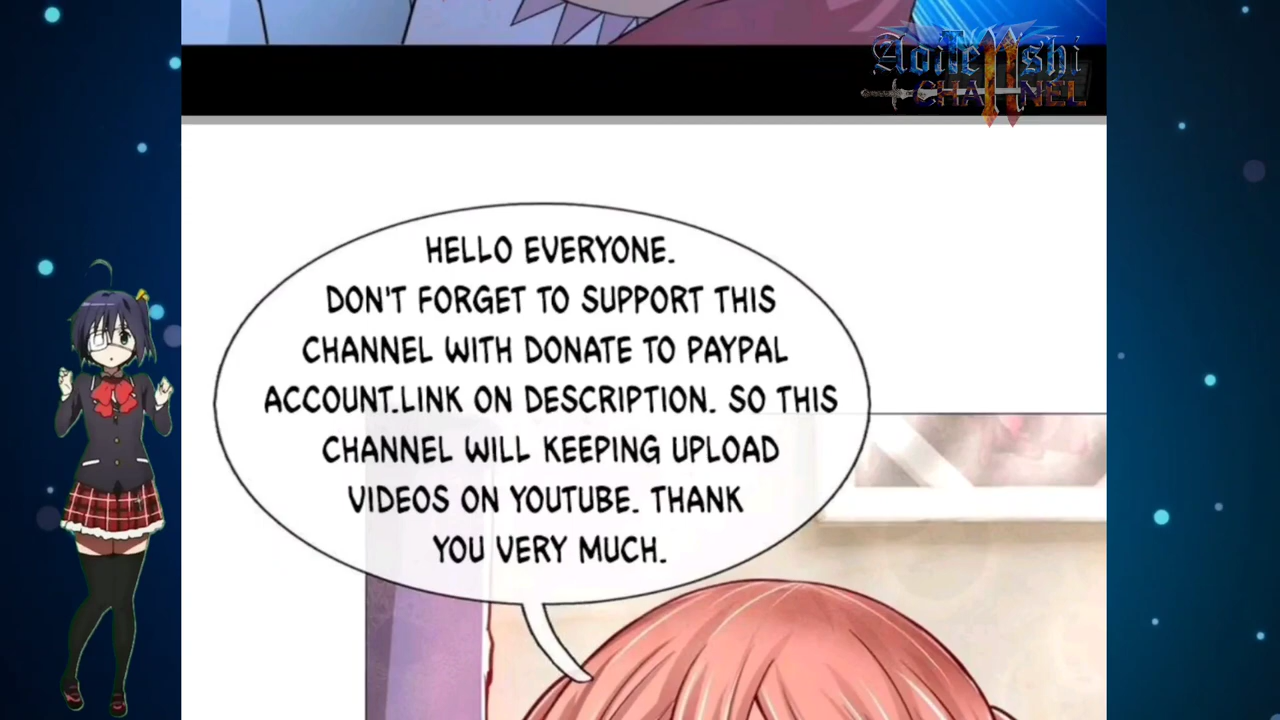 AoiTenshi
CHANNEL
HELLO EVERYONE.
DON'T FORGET TO SUPPORT THIS
CHANNEL WITH DONATE TO PAYPAL
ACCOUNT.LINK ON DESCRIPTION. SO THIS
CHANNEL WILL KEEPING UPLOAD
VIDEOS ON YOUTUBE. THANK
YOU VERY MUCH.